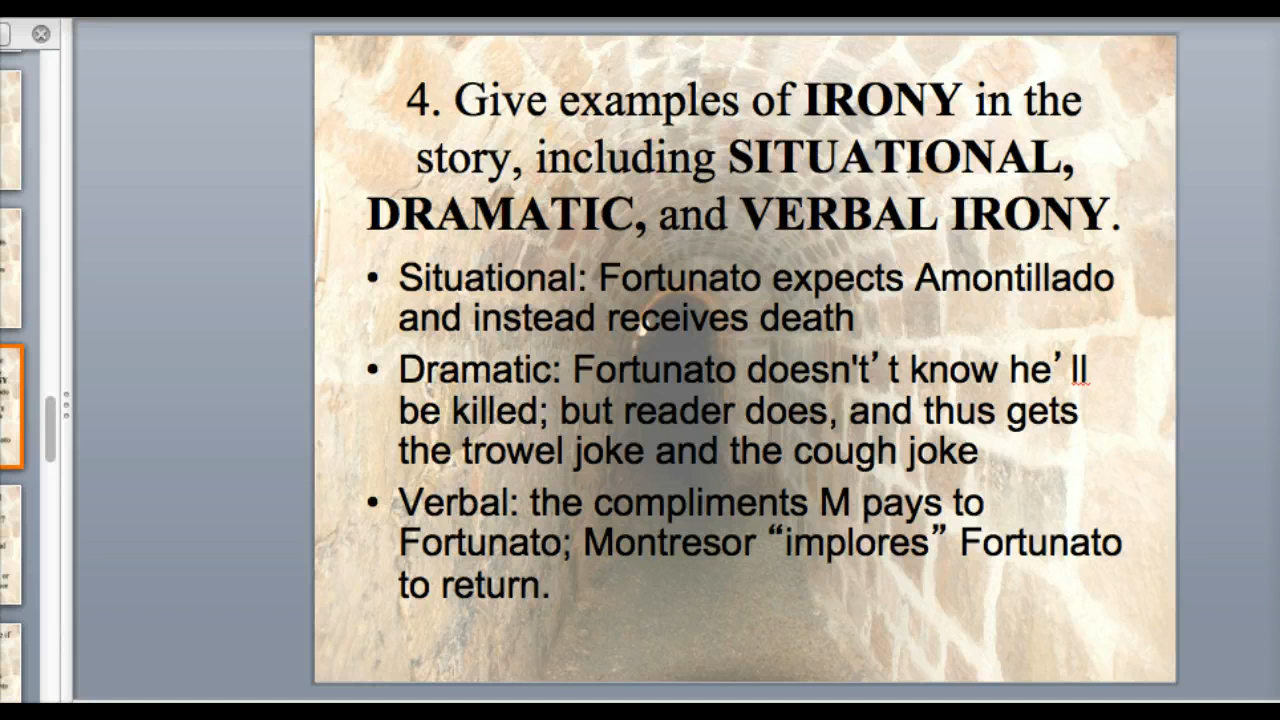 4. Give examples of IRONY in the
story, including SITUATIONAL,
DRAMATIC, and VERBAL IRONY.
• Situational: Fortunato expects Amontillado
and instead receives death
• Dramatic: Fortunato doesn't’t know he’ll
be killed; but reader does, and thus gets
the trowel joke and the cough joke
• Verbal: the compliments M pays to
Fortunato; Montresor “implores” Fortunato
to return.